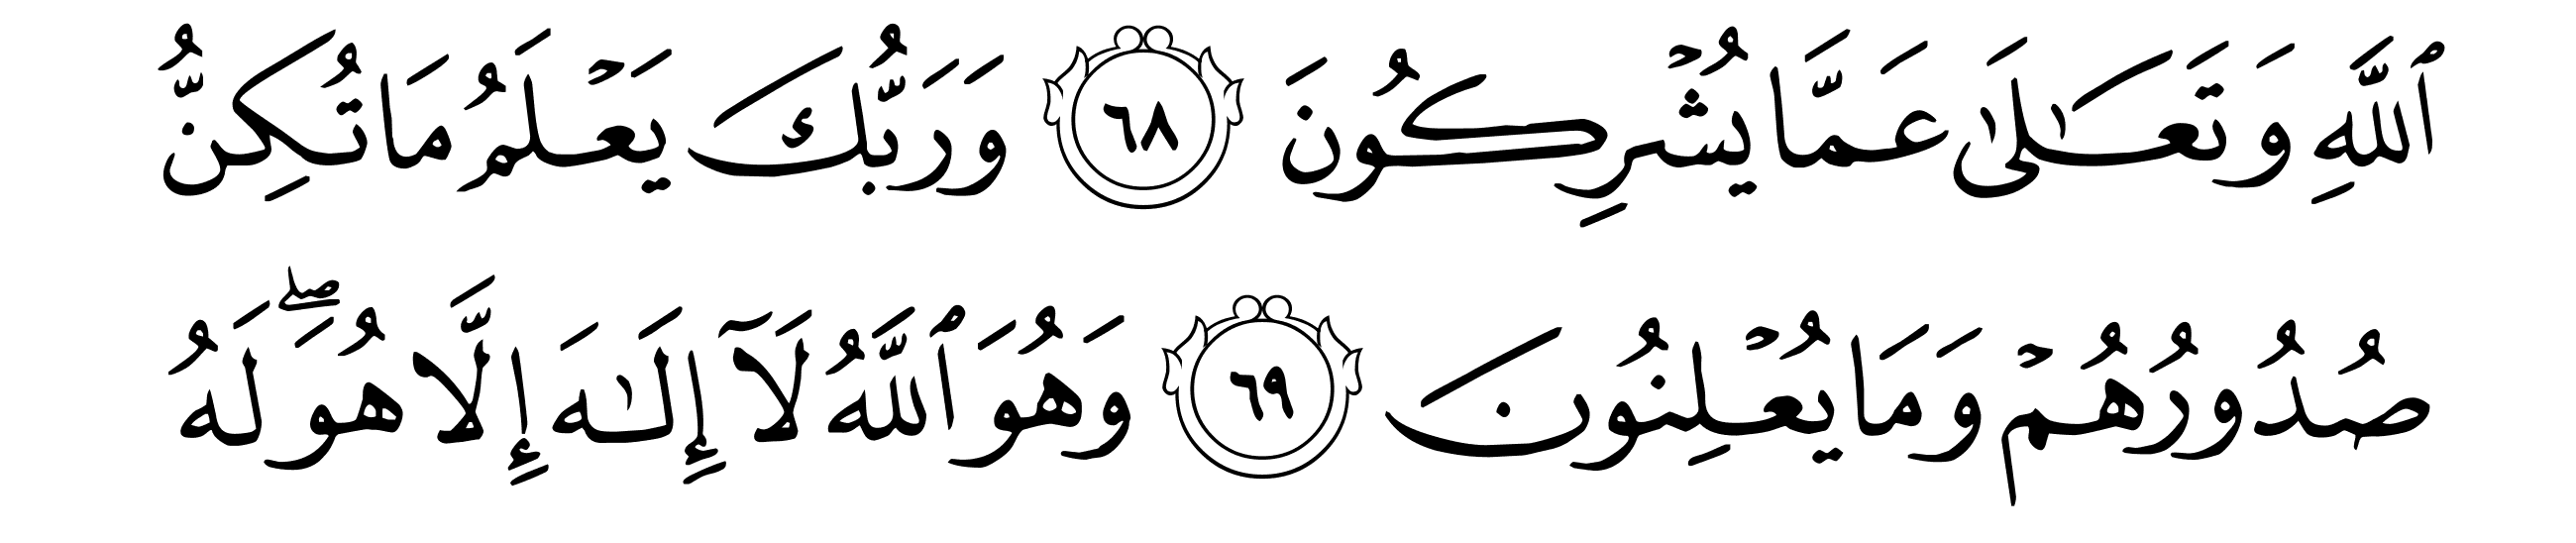 ٱللَّهِ وَتَعَـٰلَىٰ عَمَّا يُشۡرِكُونَ ٦٨ وَرَبُّكَ يَعۡلَمُ مَا تُكِنُّ
صُدُورُهُمۡ وَمَا يُعۡلِنُونَ ٦٩ وَهُوَ ٱللَّهُ لَآ إِلَـٰهَ إِلَّا هُوَۖ لَهُ